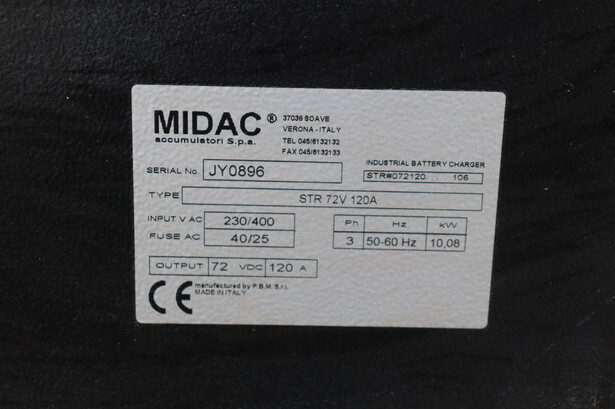 MIDAC®
accumulatori S.p.a.
37038 SOAVE
VERONA - ITALY
TEL 045/6132132
FAX 045/6132133
INDUSTRIAL BATTERY CHARGER
SERIAL No. JY0896
STR#072120 . . 106
TYPE STR 72V 120A
INPUT V AC 230/400
FUSE AC 40/25
Ph Hz kW
3 50-60 Hz 10,08
OUTPUT 72 VDC 120 A
CE
manufactured by P.B.M. S.r.l.
MADE IN ITALY